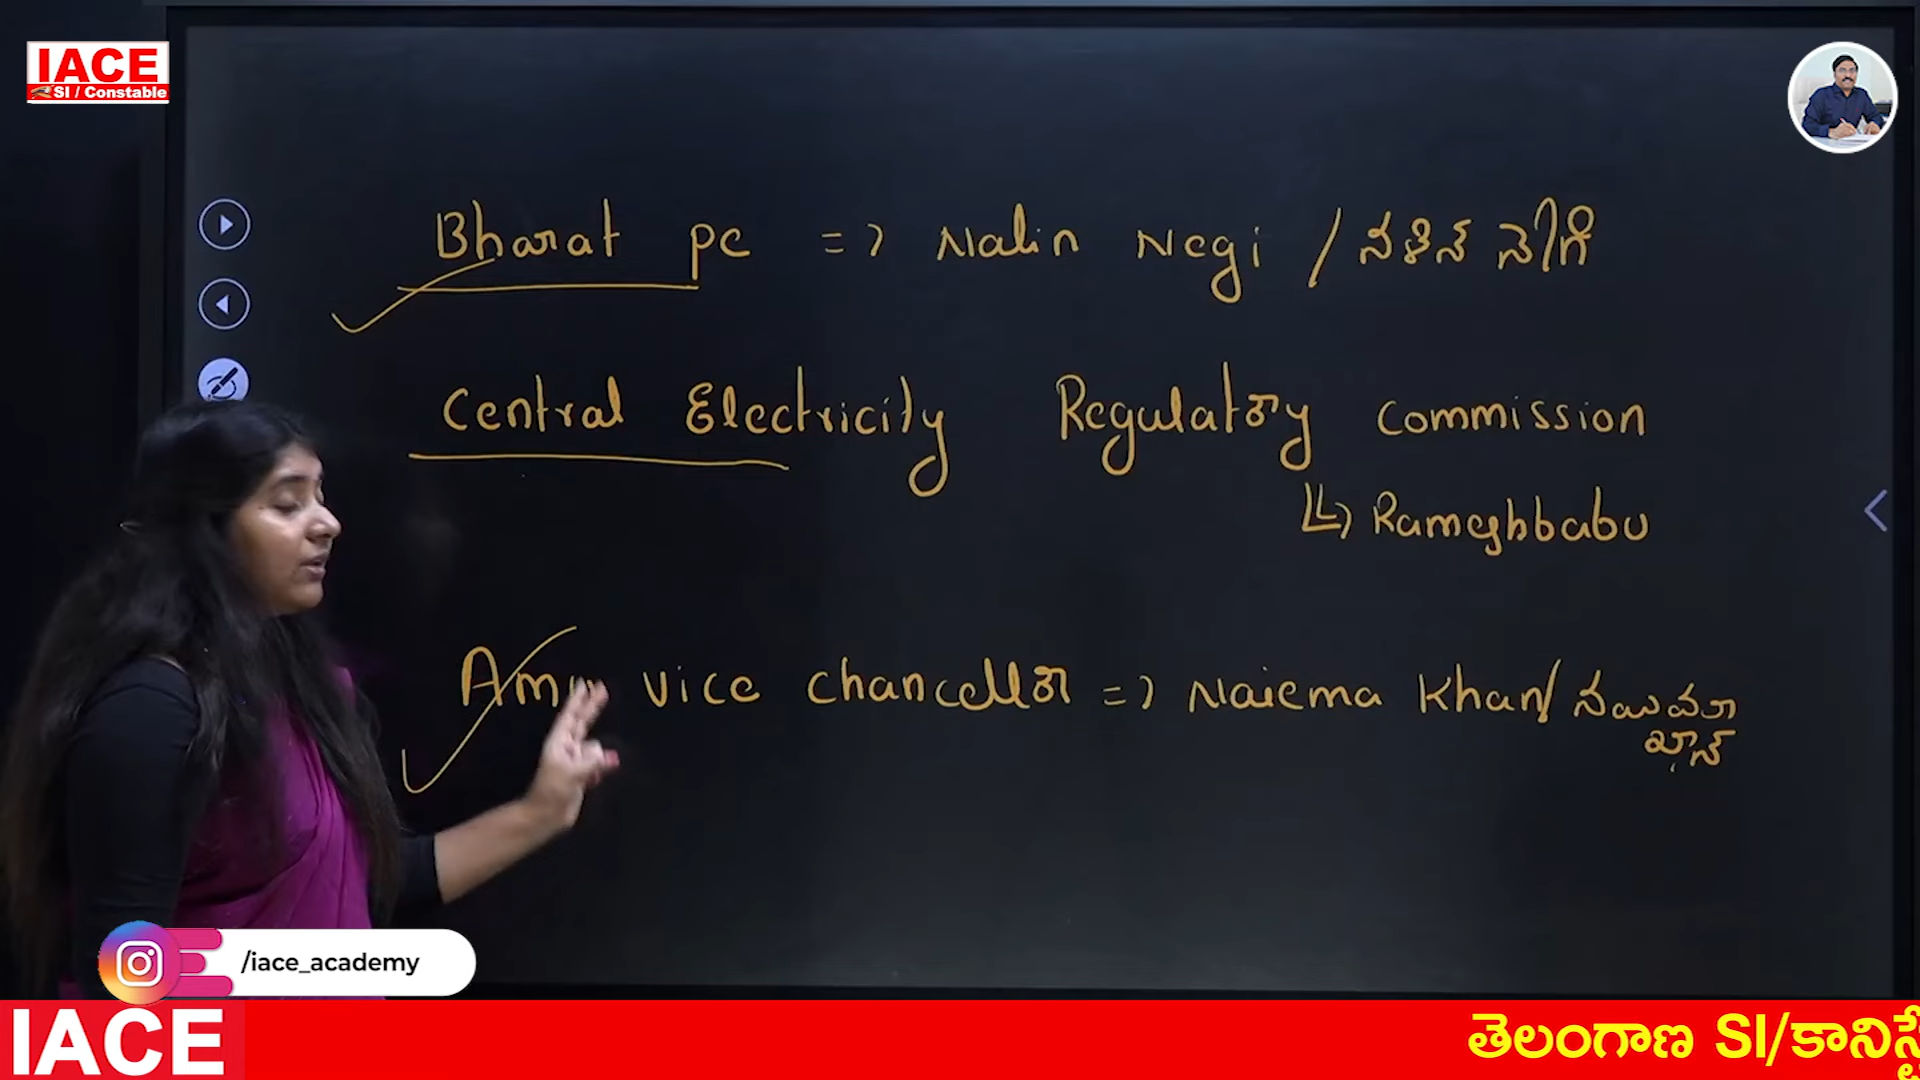 IACE
SI / Constable
Bharat pe => Nalin Negi / నళిన్ నేగి
Central Electricity Regulatory Commission
↳ Rameshbabu
Amu vice chancellor => Naiema Khan/ నయిమా
ఖాన్
/iace_academy
IACE
తెలంగాణ SI/కానిస్టే